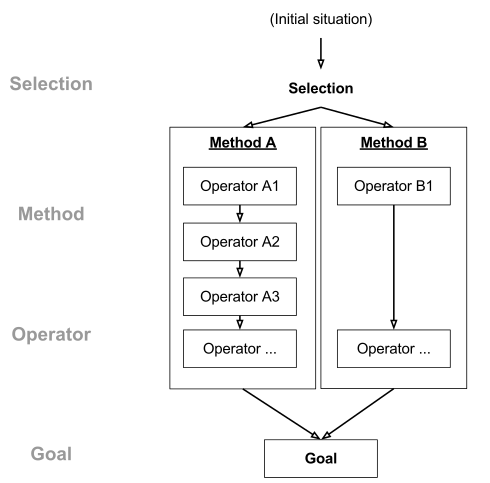 (Initial situation)
Selection
Selection
Method A
Method B
Operator A1
Operator B1
Method
Operator A2
Operator A3
Operator
Operator ...
Operator ...
Goal
Goal